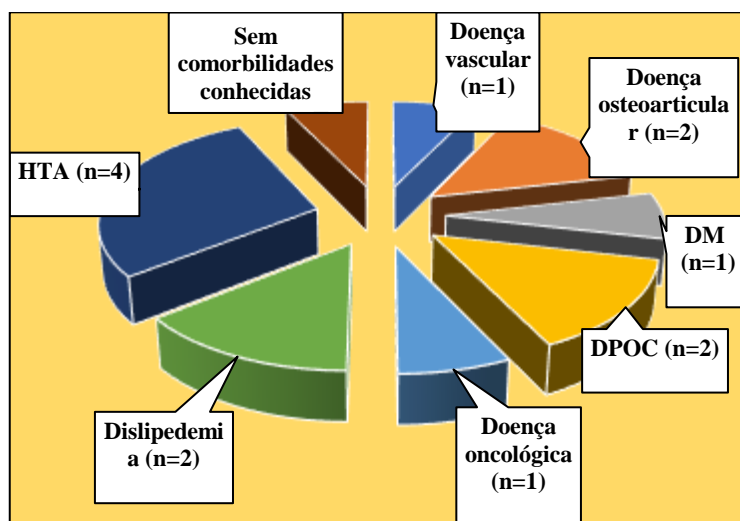 Sem
comorbilidades
conhecidas
Doença
vascular
(n=1)
Doença
osteoarticula
r (n=2)
HTA (n=4)
DM
(n=1)
DPOC (n=2)
Dislipedemi
a (n=2)
Doença
oncológica
(n=1)